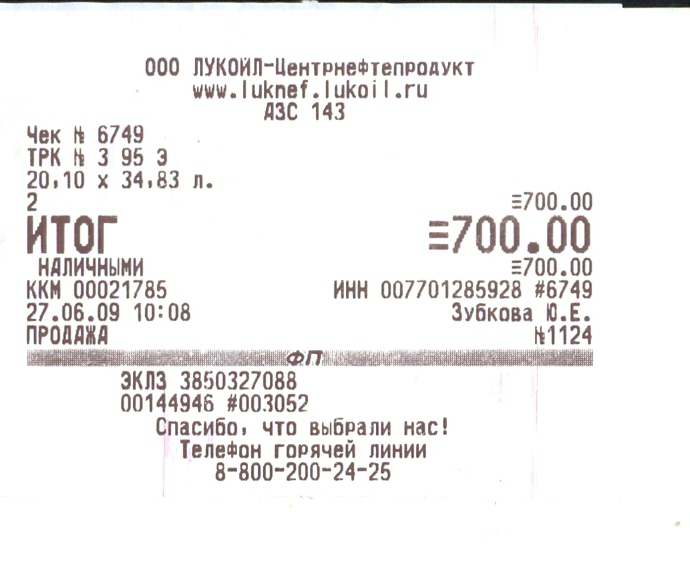 ООО ЛУКОЙЛ-Центрнефтепродукт
www.luknef.lukoil.ru
АЗС 143
Чек № 6749
ТРК № 3 95 Э
20,10 x 34,83 л.
2 ≡700.00
ИТОГ ≡700.00
НАЛИЧНЫМИ ≡700.00
ККМ 00021785 ИНН 007701285928 #6749
27.06.09 10:08 Зубкова Ю.Е.
ПРОДАЖА №1124
ФП
ЭКЛЗ 3850327088
00144946 #003052
Спасибо, что выбрали нас!
Телефон горячей линии
8-800-200-24-25